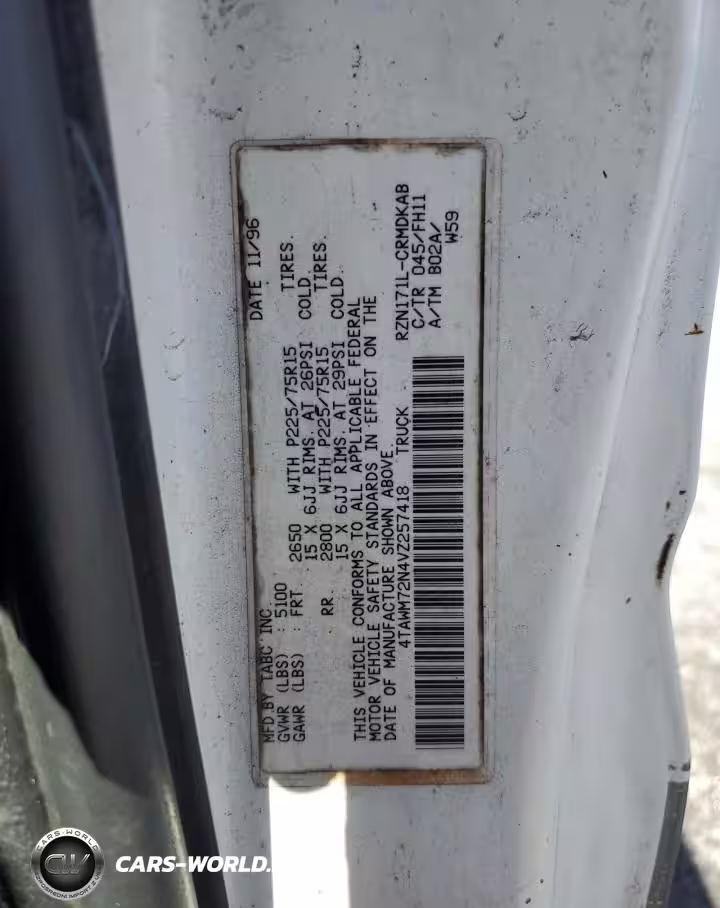 DATE 11/96
MFD.BY TABC INC.
GVWR (LBS) : 5100
GAWR (LBS) : FRT. 2650 WITH P225/75R15 TIRES.
15 X 6JJ RIMS. AT 26PSI COLD.
RR. 2800 WITH P225/75R15 TIRES.
15 X 6JJ RIMS. AT 29PSI COLD.
THIS VEHICLE CONFORMS TO ALL APPLICABLE FEDERAL
MOTOR VEHICLE SAFETY STANDARDS IN EFFECT ON THE
DATE OF MANUFACTURE SHOWN ABOVE
4TAWM72N4VZ257418 TRUCK
RZN171L-CRMDKAB
C/TR 045/FH11
A/TM B02A/
W59
CARS-WORLD
CW
CARS-WORLD.